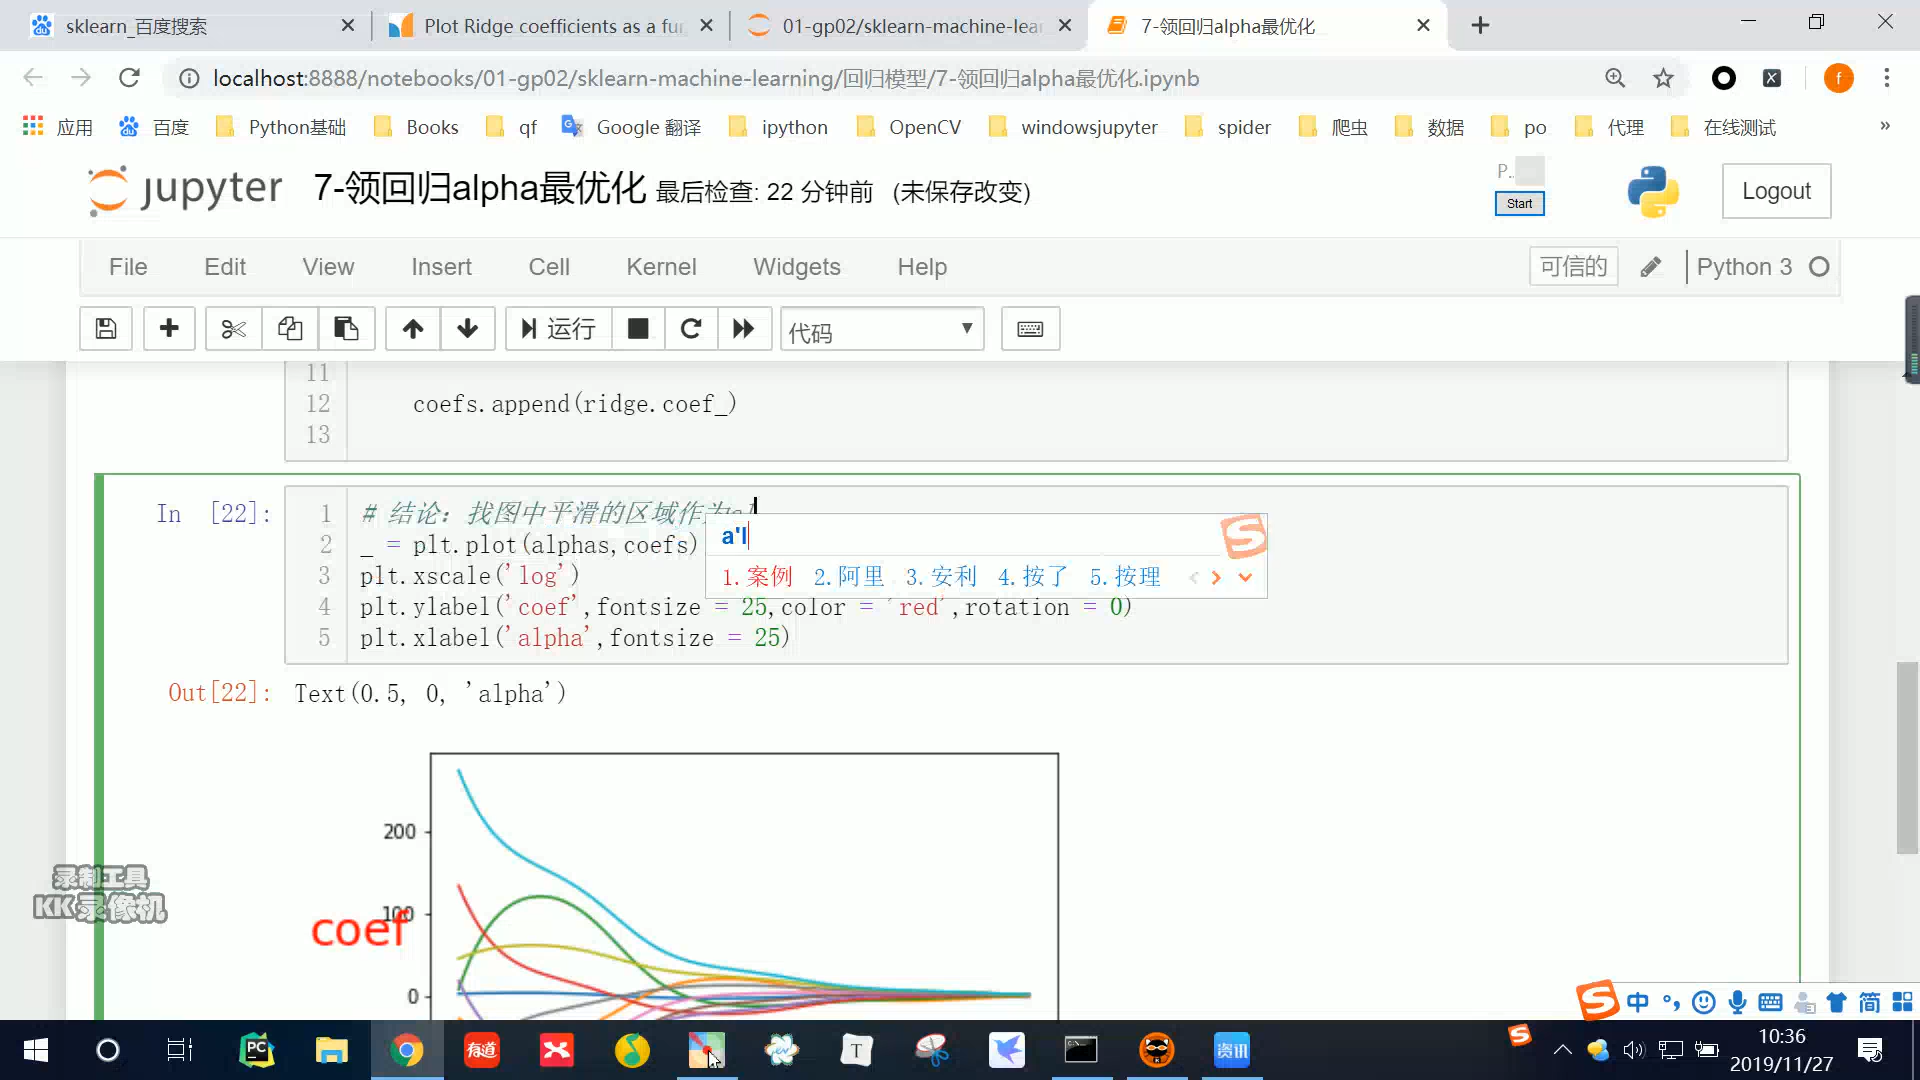 sklearn_百度搜索
Plot Ridge coefficients as a fu
01-gp02/sklearn-machine-lea
7-领回归alpha最优化
localhost:8888/notebooks/01-gp02/sklearn-machine-learning/回归模型/7-领回归alpha最优化.ipynb
f
应用 百度 Python基础 Books qf Google 翻译 ipython OpenCV windowsjupyter spider 爬虫 数据 po 代理 在线测试 »
jupyter 7-领回归alpha最优化 最后检查: 22 分钟前 (未保存改变)
P..
Start
Logout
File Edit View Insert Cell Kernel Widgets Help
可信的
Python 3
运行
代码
11
12 coefs.append(ridge.coef_)
13
In [22]:
1 # 结论：找图中平滑的区域作为al
2 _ = plt.plot(alphas,coefs)
3 plt.xscale('log')
4 plt.ylabel('coef',fontsize = 25,color = 'red',rotation = 0)
5 plt.xlabel('alpha',fontsize = 25)
a'l
1.案例 2.阿里 3.安利 4.按了 5.按理
Out[22]: Text(0.5, 0, 'alpha')
200
100
0
coef
录制工具
KK录像机
中 简
PC
有道
T
资讯
10:36
2019/11/27